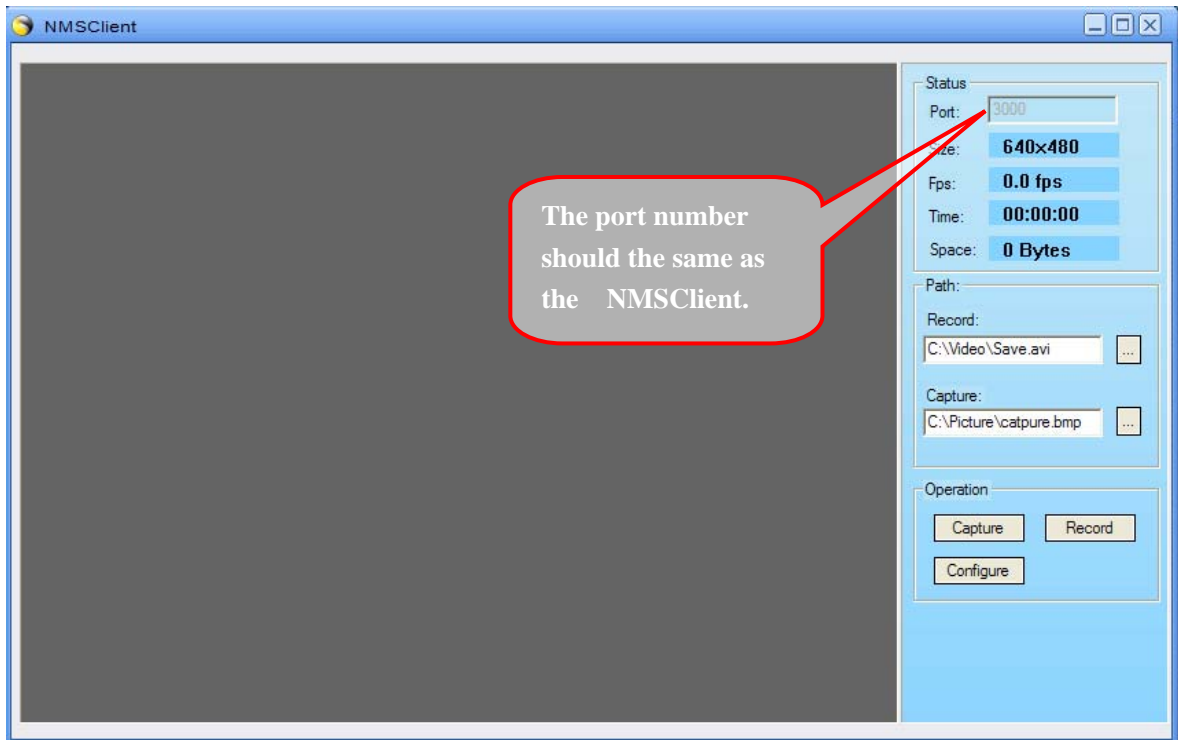 NMSClient
Status
Port: 3000
Size: 640×480
Fps: 0.0 fps
Time: 00:00:00
Space: 0 Bytes
The port number
should the same as
the NMSClient.
Path:
Record:
C:\Video\Save.avi ...
Capture:
C:\Picture\catpure.bmp ...
Operation
Capture Record
Configure